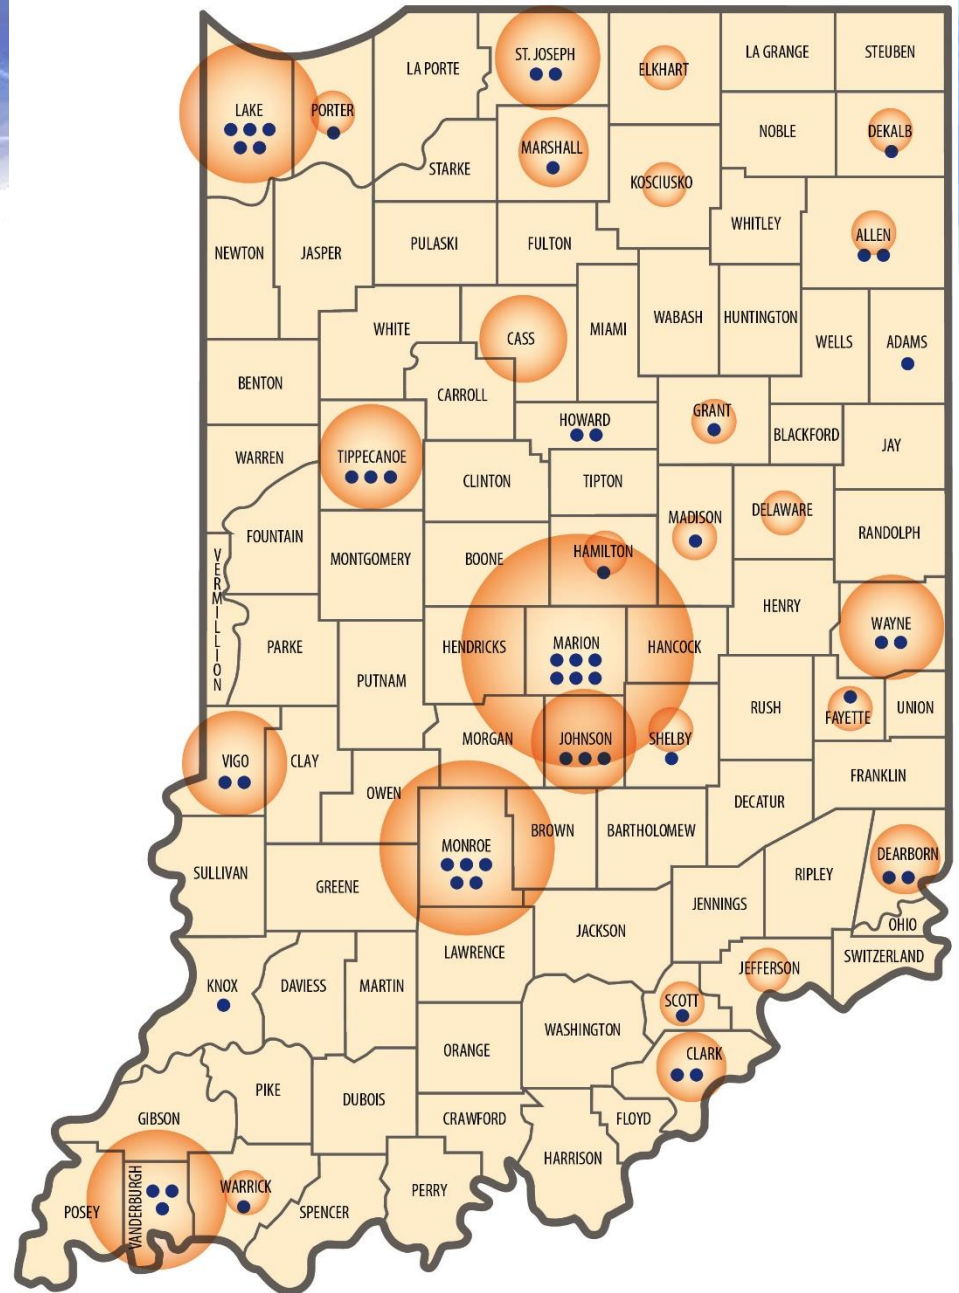 ST. JOSEPH
LA PORTE
ELKHART
LA GRANGE
STEUBEN
LAKE
PORTER
NOBLE
DEKALB
MARSHALL
STARKE
KOSCIUSKO
WHITLEY
ALLEN
NEWTON
JASPER
PULASKI
FULTON
WHITE
CASS
MIAMI
WABASH
HUNTINGTON
WELLS
ADAMS
BENTON
CARROLL
HOWARD
GRANT
BLACKFORD
JAY
WARREN
TIPPECANOE
CLINTON
TIPTON
MADISON
DELAWARE
RANDOLPH
FOUNTAIN
VERMILLION
MONTGOMERY
BOONE
HAMILTON
HENRY
WAYNE
PARKE
PUTNAM
HENDRICKS
MARION
HANCOCK
RUSH
FAYETTE
UNION
VIGO
CLAY
MORGAN
JOHNSON
SHELBY
FRANKLIN
OWEN
DECATUR
SULLIVAN
GREENE
MONROE
BROWN
BARTHOLOMEW
RIPLEY
DEARBORN
JENNINGS
OHIO
JACKSON
LAWRENCE
SWITZERLAND
JEFFERSON
KNOX
DAVIESS
MARTIN
SCOTT
WASHINGTON
ORANGE
CLARK
PIKE
DUBOIS
GIBSON
CRAWFORD
FLOYD
HARRISON
POSEY
VANDERBURGH
WARRICK
SPENCER
PERRY